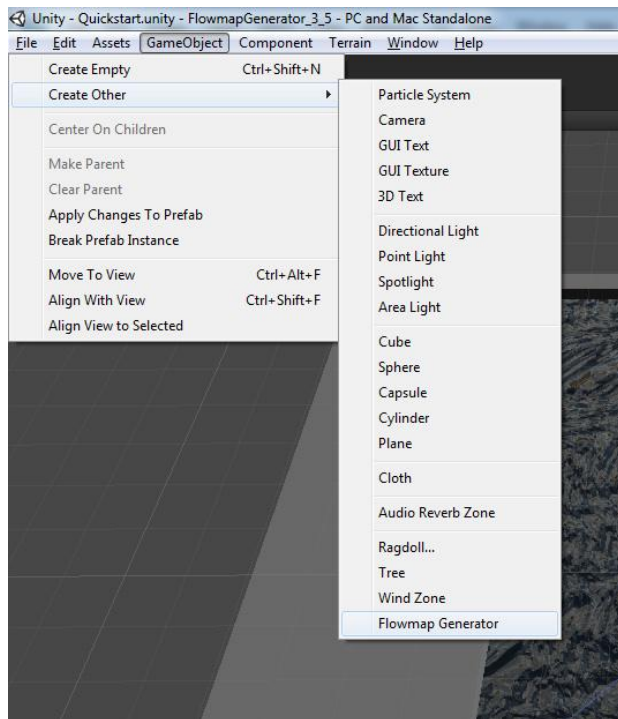 Unity - Quickstart.unity - FlowmapGenerator_3_5 - PC and Mac Standalone
File Edit Assets GameObject Component Terrain Window Help
Create Empty Ctrl+Shift+N
Create Other
Center On Children
Make Parent
Clear Parent
Apply Changes To Prefab
Break Prefab Instance
Move To View Ctrl+Alt+F
Align With View Ctrl+Shift+F
Align View to Selected
Particle System
Camera
GUI Text
GUI Texture
3D Text
Directional Light
Point Light
Spotlight
Area Light
Cube
Sphere
Capsule
Cylinder
Plane
Cloth
Audio Reverb Zone
Ragdoll...
Tree
Wind Zone
Flowmap Generator